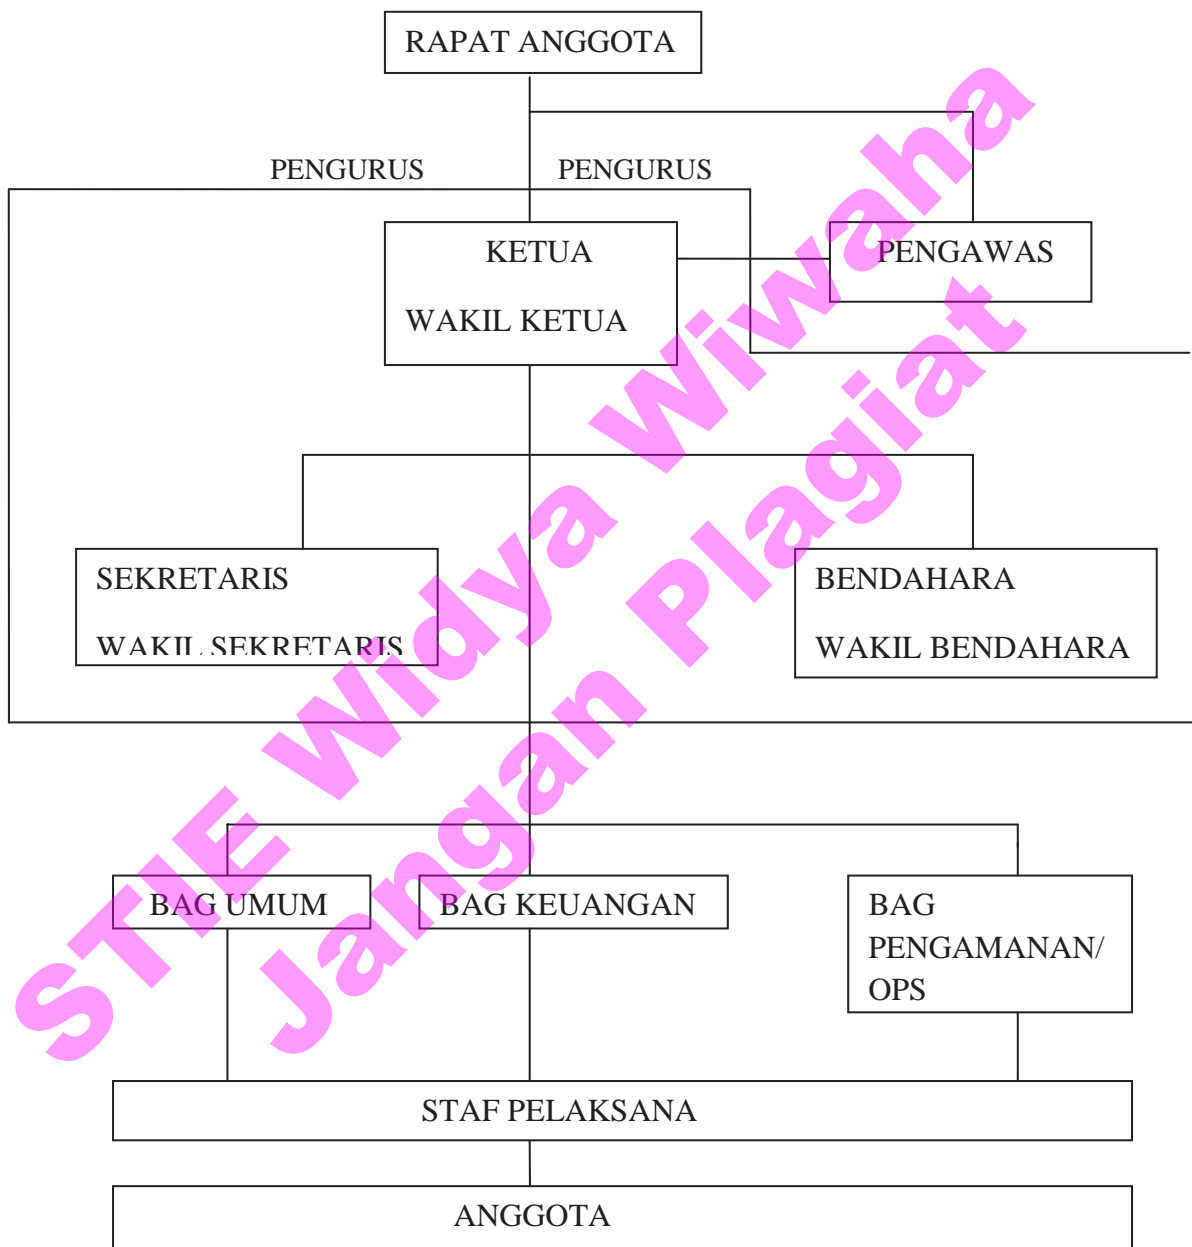 RAPAT ANGGOTA
PENGURUS PENGURUS
KETUA
WAKIL KETUA
PENGAWAS
SEKRETARIS
WAKIL SEKRETARIS
BENDAHARA
WAKIL BENDAHARA
BAG UMUM
BAG KEUANGAN
BAG
PENGAMANAN/
OPS
STAF PELAKSANA
ANGGOTA
STIE Widya Wiwaha
Jangan Plagiat